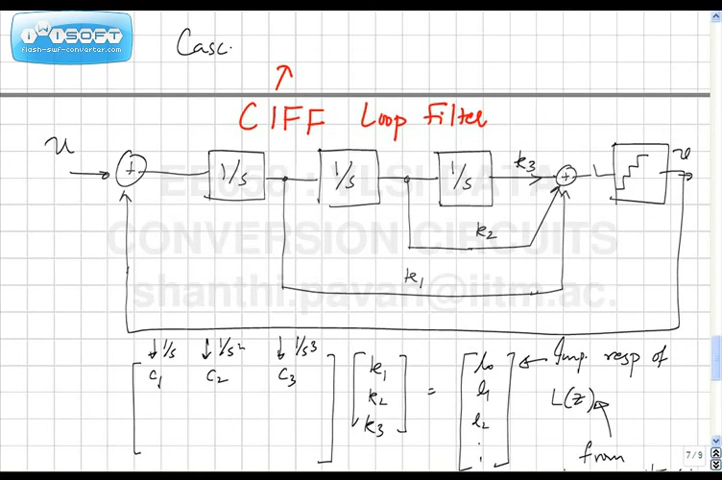 iWiSOFT
flash-swf-converter.com
Casc.
↑
CIFF Loop Filter
u
+
1/s
1/s
1/s
k3
+
v
k2
k1
EE658 : VLSI DATA
CONVERSION CIRCUITS
shanthi.pavan@iitm.ac.
↓1/s ↓1/s² ↓1/s³
c1 c2 c3
k1
k2
k3
=
l0
l1
l2
⋮
← Imp. resp of
L(z)
from
7 / 9